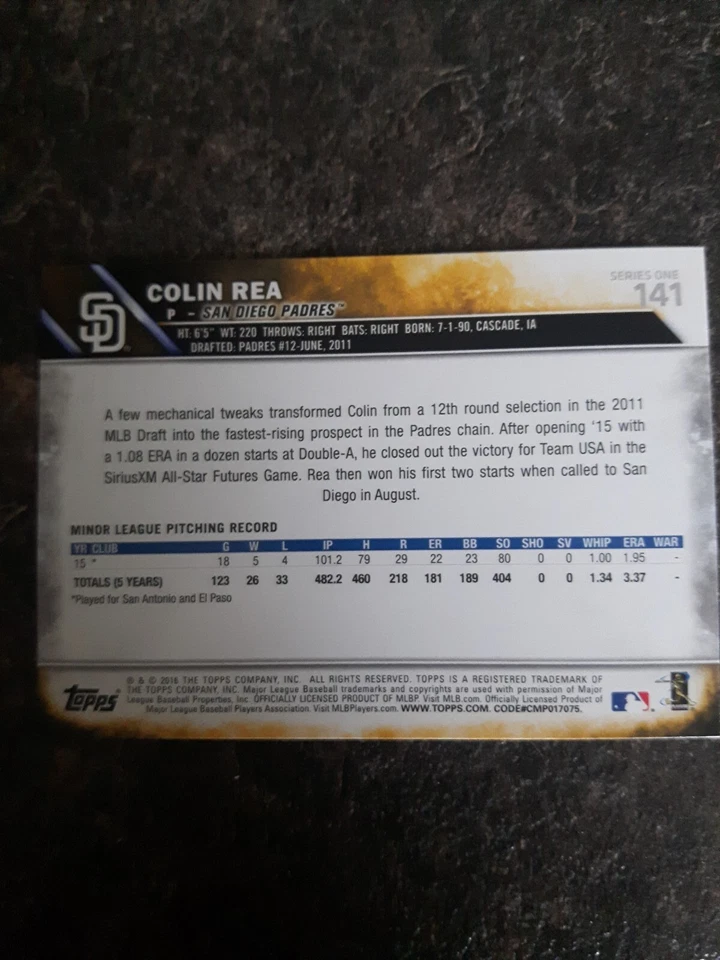 SERIES ONE
141
SD
COLIN REA
P - SAN DIEGO PADRES™
HT: 6'5" WT: 220 THROWS: RIGHT BATS: RIGHT BORN: 7-1-90, CASCADE, IA
DRAFTED: PADRES #12-JUNE, 2011
A few mechanical tweaks transformed Colin from a 12th round selection in the 2011
MLB Draft into the fastest-rising prospect in the Padres chain. After opening '15 with
a 1.08 ERA in a dozen starts at Double-A, he closed out the victory for Team USA in the
SiriusXM All-Star Futures Game. Rea then won his first two starts when called to San
Diego in August.
MINOR LEAGUE PITCHING RECORD
YR CLUB G W L IP H R ER BB SO SHO SV WHIP ERA WAR
15 * 18 5 4 101.2 79 29 22 23 80 0 0 1.00 1.95 -
TOTALS (5 YEARS) 123 26 33 482.2 460 218 181 189 404 0 0 1.34 3.37 -
*Played for San Antonio and El Paso
® & © 2016 THE TOPPS COMPANY, INC. ALL RIGHTS RESERVED. TOPPS IS A REGISTERED TRADEMARK OF
THE TOPPS COMPANY, INC. Major League Baseball trademarks and copyrights are used with permission of Major
League Baseball Properties, Inc. OFFICIALLY LICENSED PRODUCT OF MLBP Visit MLB.com. Officially Licensed Product of
Major League Baseball Players Association. Visit MLBPlayers.com. WWW.TOPPS.COM. CODE#CMP017075.
Topps